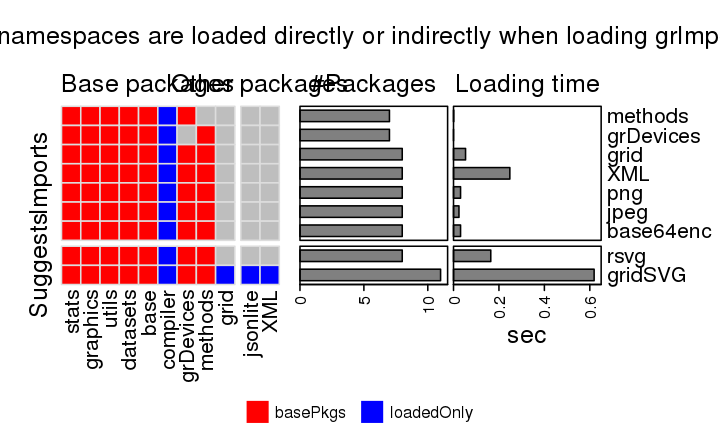 namespaces are loaded directly or indirectly when loading grImp
Base packages
Other packages
#Packages
Loading time
Imports
Suggests
methods
grDevices
grid
XML
png
jpeg
base64enc
rsvg
gridSVG
stats
graphics
utils
datasets
base
compiler
grDevices
methods
grid
jsonlite
XML
0
5
10
0
0.2
0.4
0.6
sec
basePkgs
loadedOnly